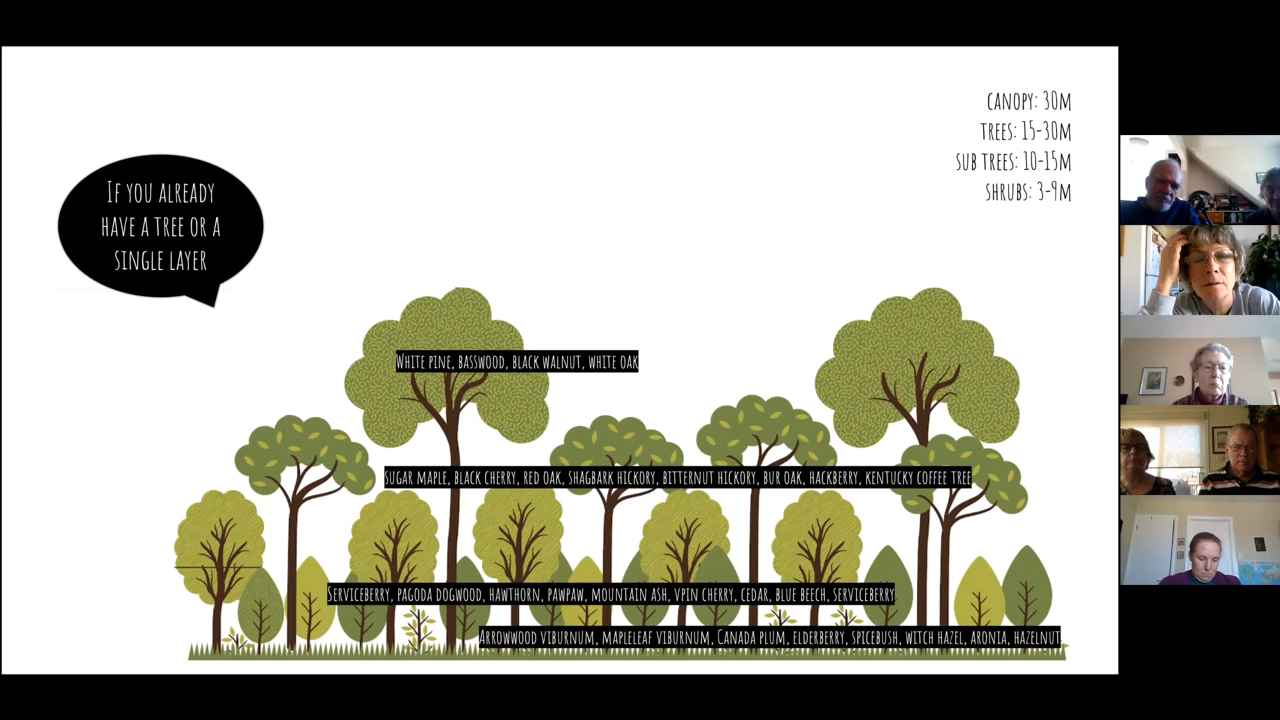 CANOPY: 30M
TREES: 15-30M
SUB TREES: 10-15M
SHRUBS: 3-9M
IF YOU ALREADY
HAVE A TREE OR A
SINGLE LAYER
WHITE PINE, BASSWOOD, BLACK WALNUT, WHITE OAK
SUGAR MAPLE, BLACK CHERRY, RED OAK, SHAGBARK HICKORY, BITTERNUT HICKORY, BUR OAK, HACKBERRY, KENTUCKY COFFEE TREE
SERVICEBERRY, PAGODA DOGWOOD, HAWTHORN, PAWPAW, MOUNTAIN ASH, VPIN CHERRY, CEDAR, BLUE BEECH, SERVICEBERRY
ARROWWOOD VIBURNUM, MAPLELEAF VIBURNUM, CANADA PLUM, ELDERBERRY, SPICEBUSH, WITCH HAZEL, ARONIA, HAZELNUT